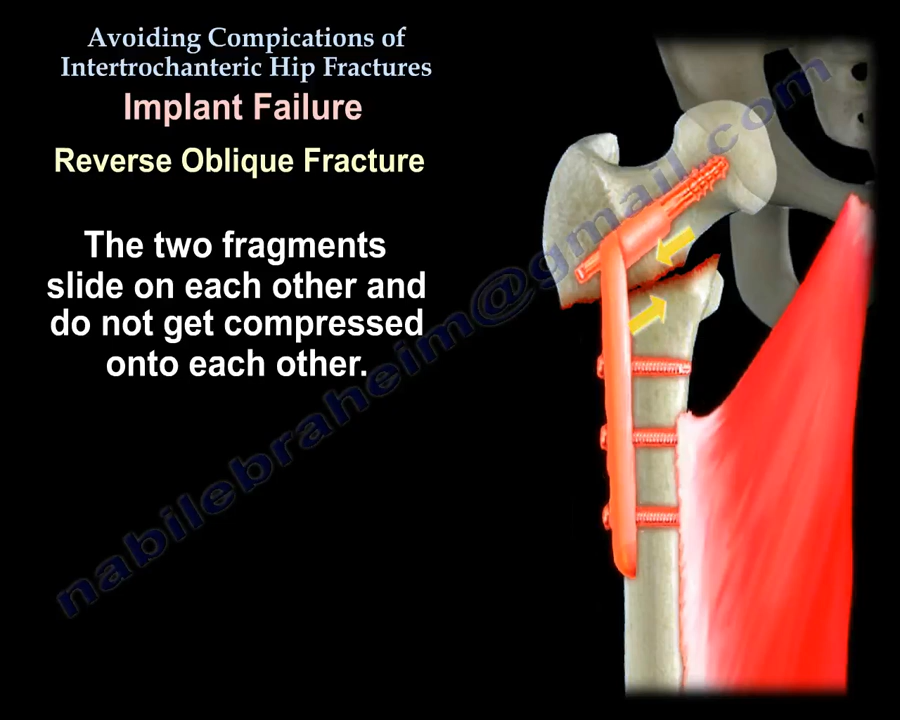 Avoiding Compications of
Intertrochanteric Hip Fractures
Implant Failure
Reverse Oblique Fracture
The two fragments
slide on each other and
do not get compressed
onto each other.
nabilebraheim@gmail.com